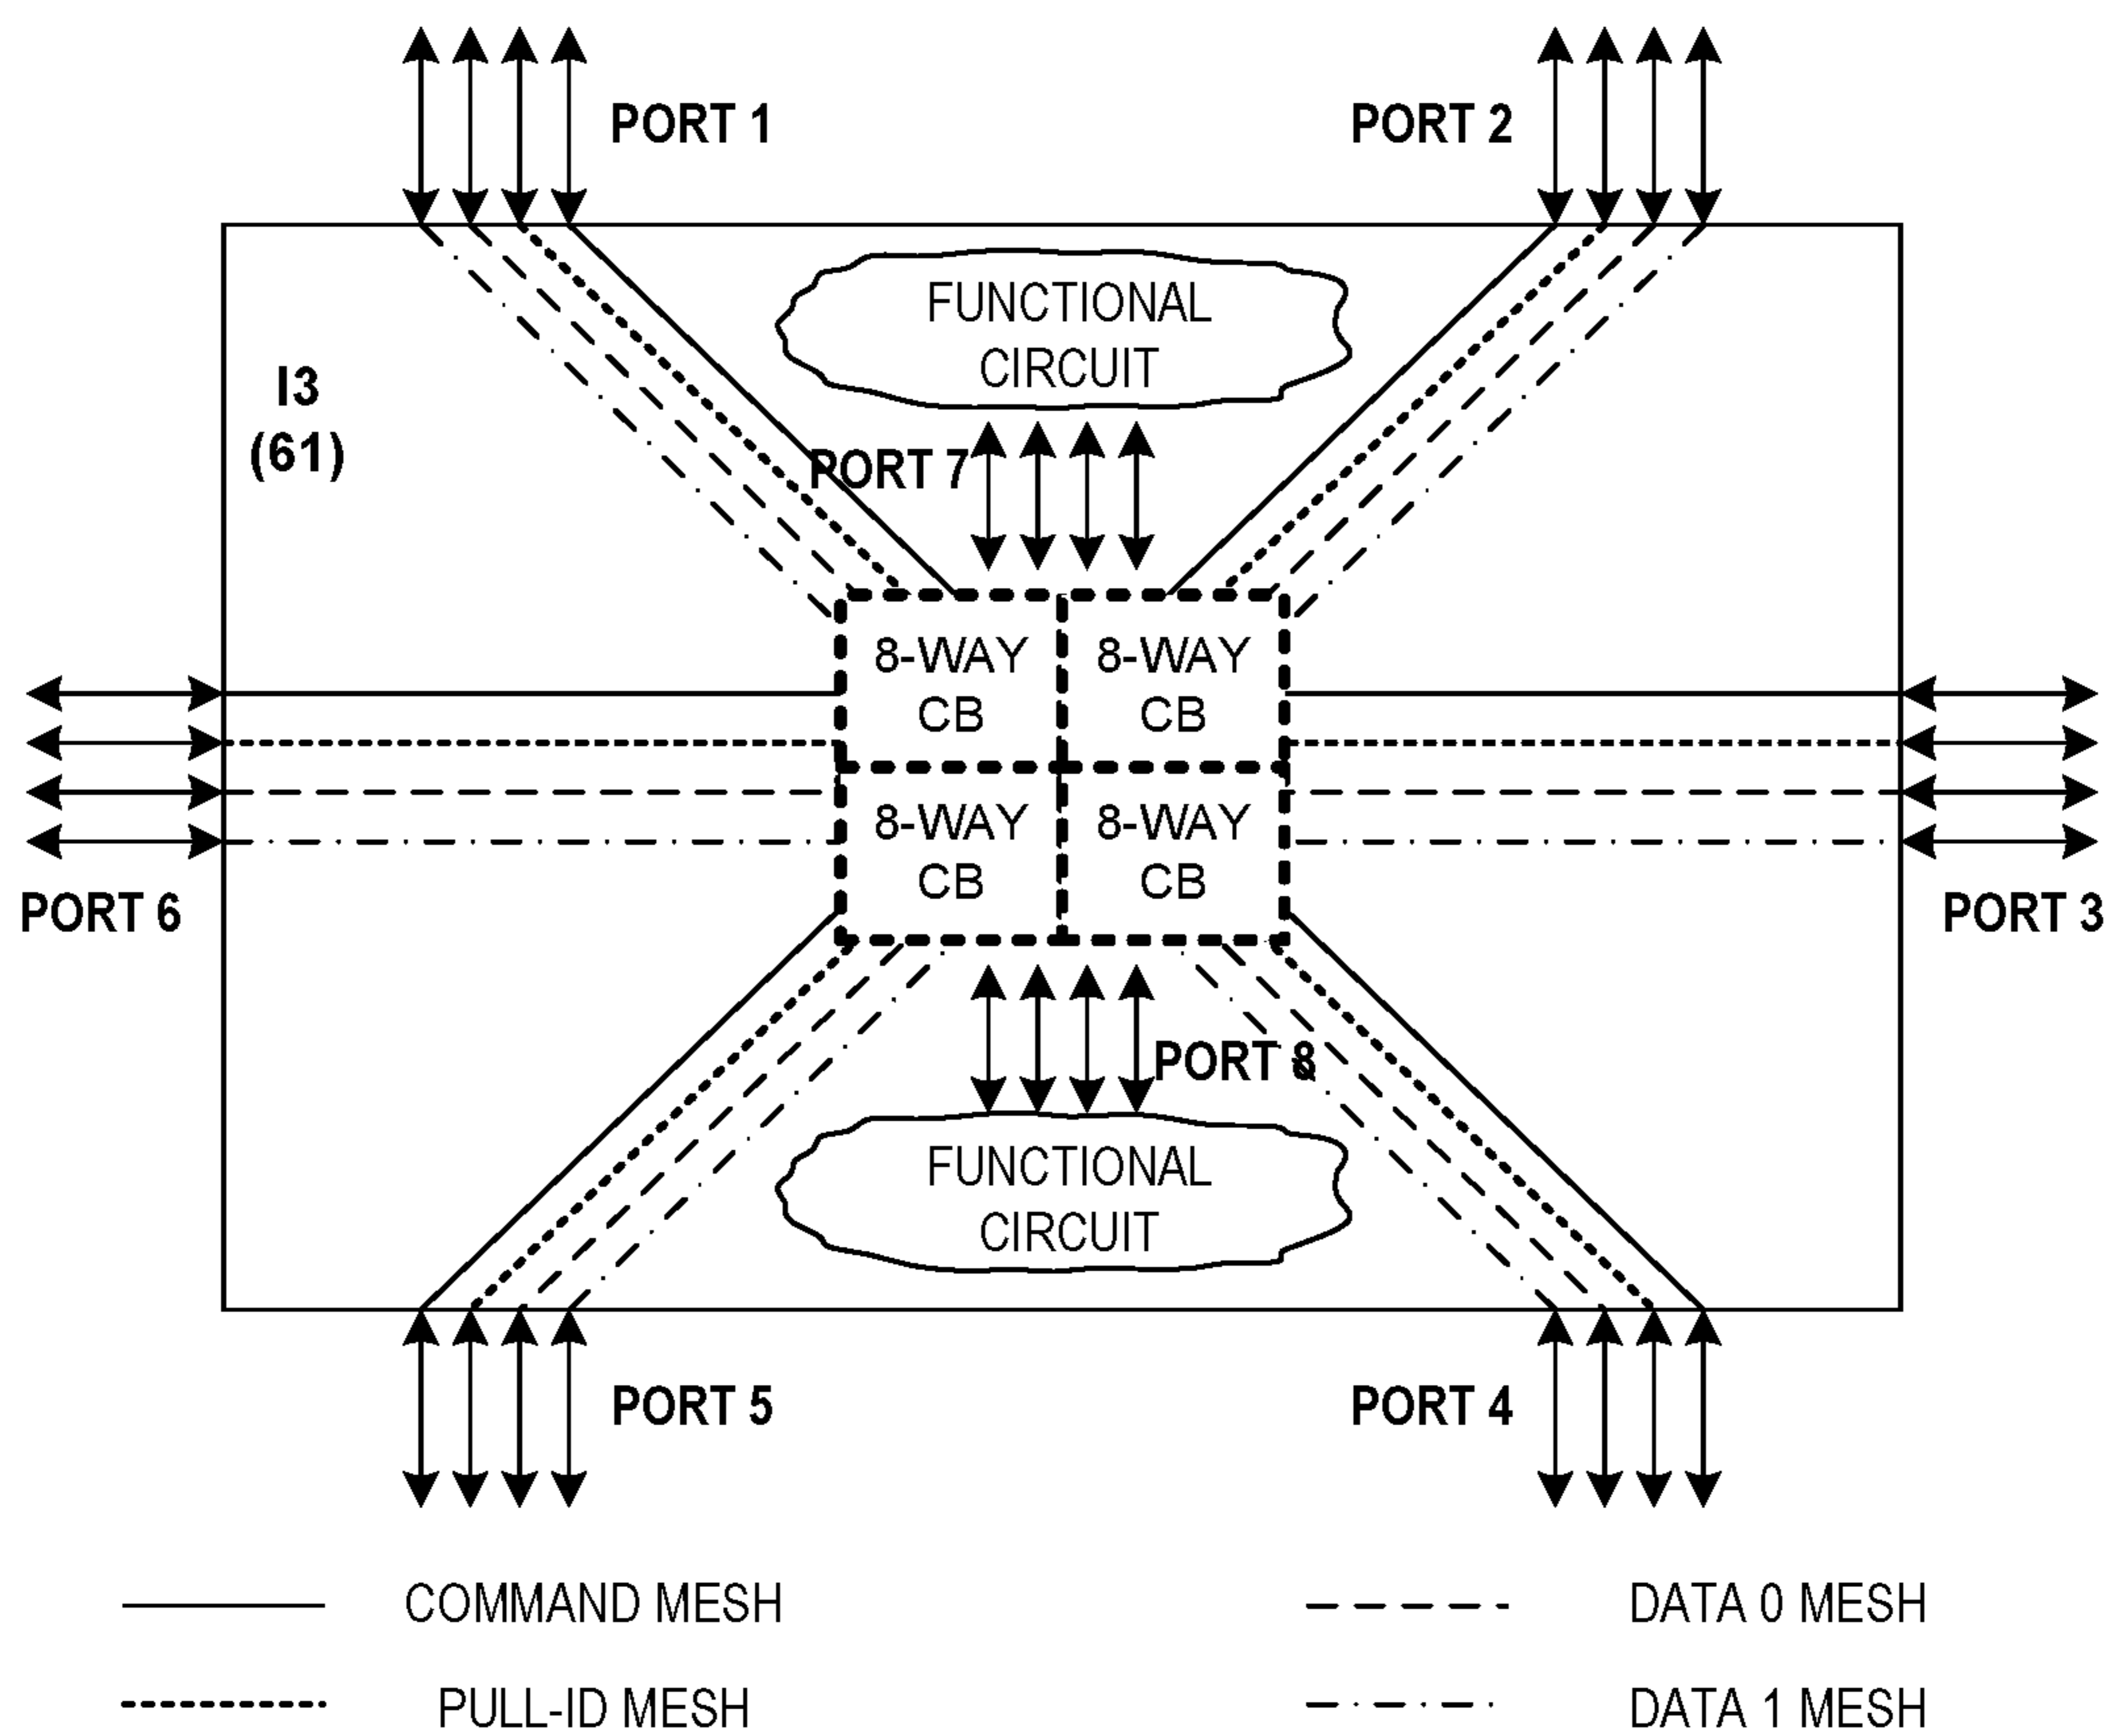 PORT 1
PORT 2
FUNCTIONAL
CIRCUIT
I3
(61)
PORT 7
8-WAY
CB
8-WAY
CB
8-WAY
CB
8-WAY
CB
PORT 6
PORT 3
PORT 8
FUNCTIONAL
CIRCUIT
PORT 5
PORT 4
COMMAND MESH
DATA 0 MESH
PULL-ID MESH
DATA 1 MESH